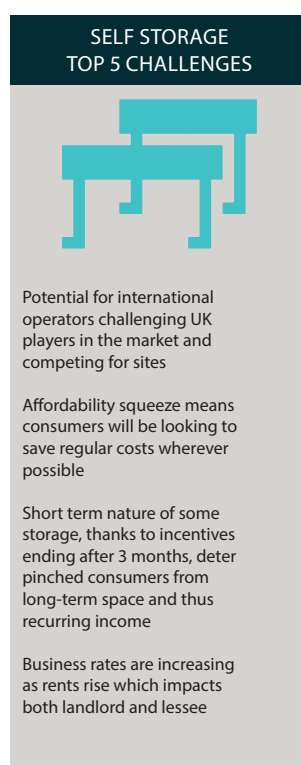 SELF STORAGE
TOP 5 CHALLENGES
Potential for international
operators challenging UK
players in the market and
competing for sites
Affordability squeeze means
consumers will be looking to
save regular costs wherever
possible
Short term nature of some
storage, thanks to incentives
ending after 3 months, deter
pinched consumers from
long-term space and thus
recurring income
Business rates are increasing
as rents rise which impacts
both landlord and lessee